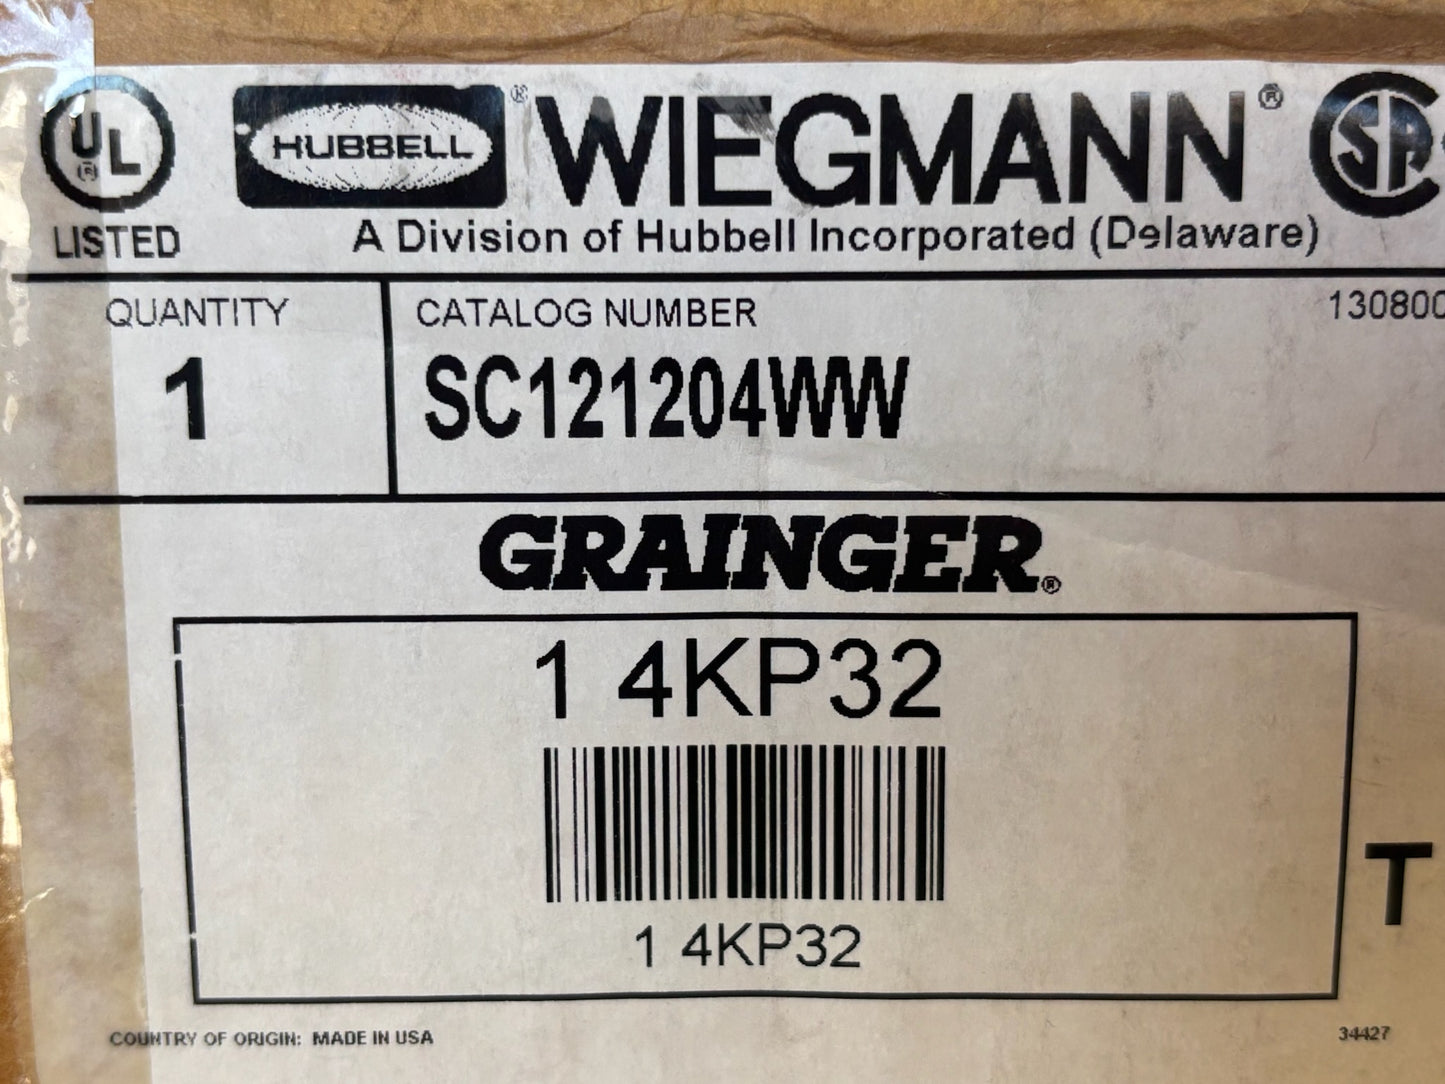 UL
®
LISTED
HUBBELL ® WIEGMANN ®
A Division of Hubbell Incorporated (Delaware)
QUANTITY
1
CATALOG NUMBER
130800
SC121204WW
GRAINGER®
1 4KP32
1 4KP32
T
COUNTRY OF ORIGIN: MADE IN USA
34427